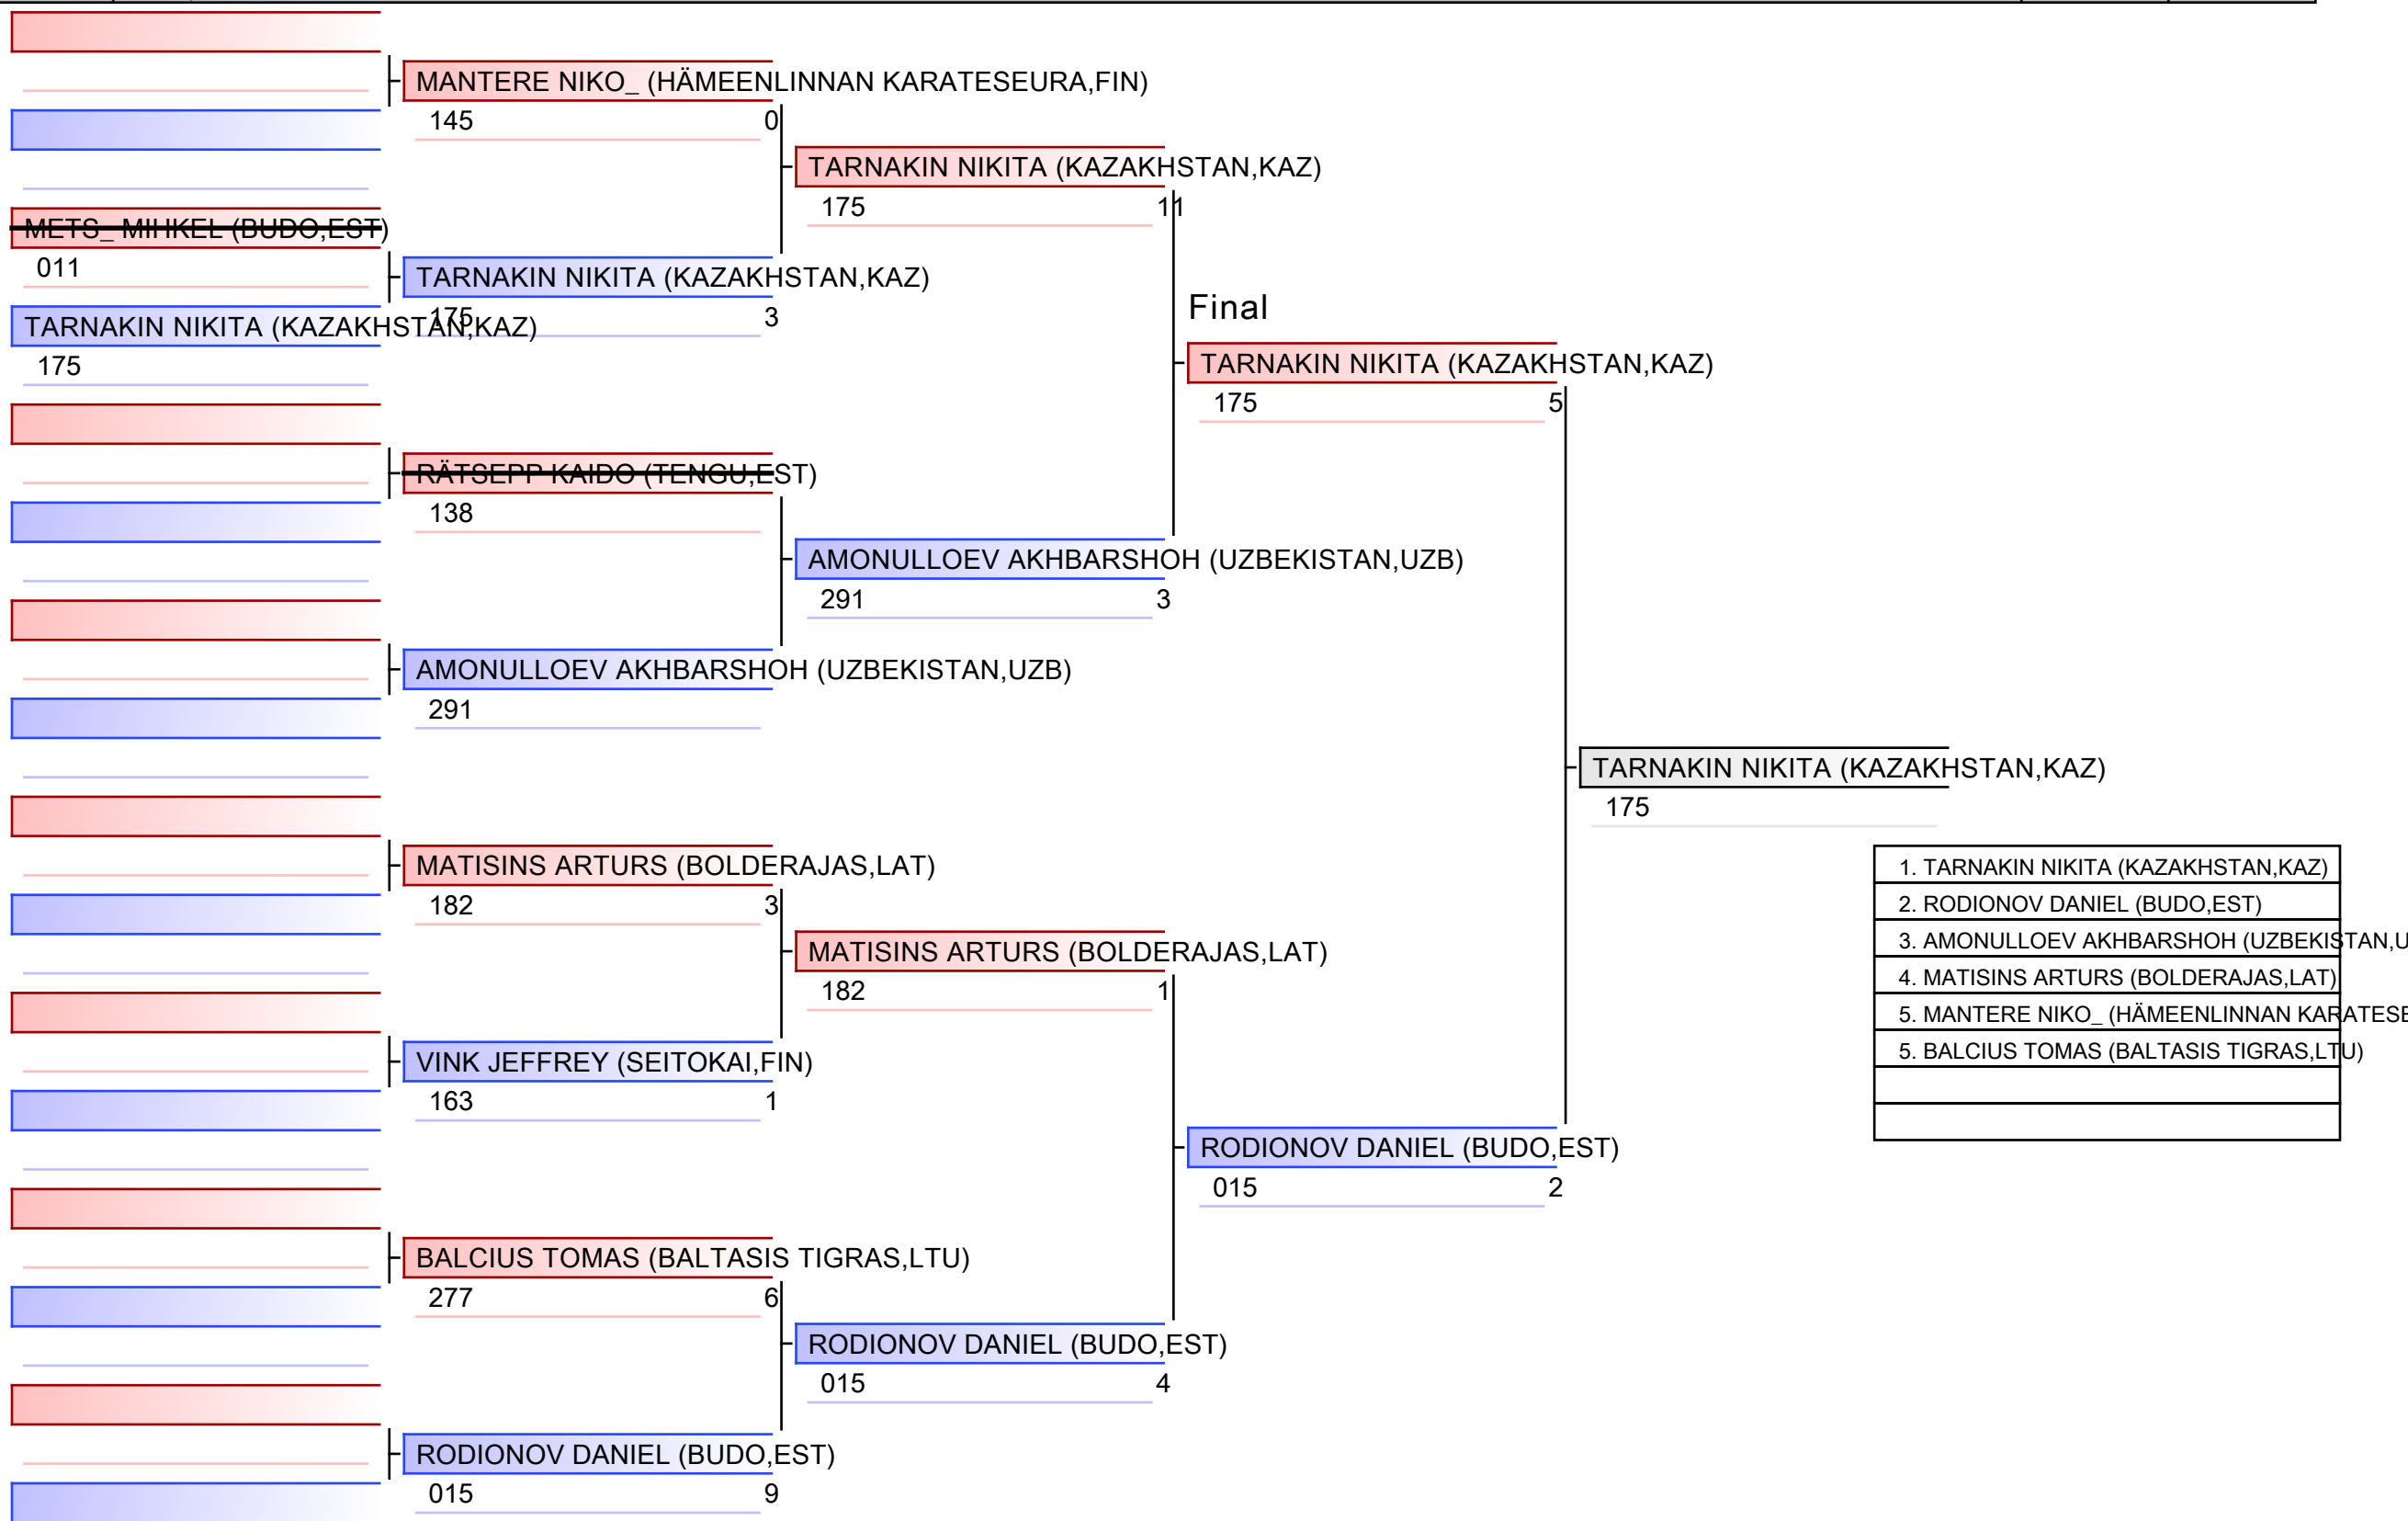 MANTERE NIKO_ (HÄMEENLINNAN KARATESEURA,FIN)
145 0
TARNAKIN NIKITA (KAZAKHSTAN,KAZ)
175 11
METS_ MIHKEL (BUDO,EST)
011
TARNAKIN NIKITA (KAZAKHSTAN,KAZ)
175 3
TARNAKIN NIKITA (KAZAKHSTAN,KAZ)
175
Final
TARNAKIN NIKITA (KAZAKHSTAN,KAZ)
175 5
RÄTSEPP KAIDO (TENGU,EST)
138
AMONULLOEV AKHBARSHOH (UZBEKISTAN,UZB)
291 3
AMONULLOEV AKHBARSHOH (UZBEKISTAN,UZB)
291
TARNAKIN NIKITA (KAZAKHSTAN,KAZ)
175
MATISINS ARTURS (BOLDERAJAS,LAT)
182 3
MATISINS ARTURS (BOLDERAJAS,LAT)
182 1
VINK JEFFREY (SEITOKAI,FIN)
163 1
1. TARNAKIN NIKITA (KAZAKHSTAN,KAZ)
2. RODIONOV DANIEL (BUDO,EST)
3. AMONULLOEV AKHBARSHOH (UZBEKISTAN,U
4. MATISINS ARTURS (BOLDERAJAS,LAT)
5. MANTERE NIKO_ (HÄMEENLINNAN KARATESE
5. BALCIUS TOMAS (BALTASIS TIGRAS,LTU)
RODIONOV DANIEL (BUDO,EST)
015 2
BALCIUS TOMAS (BALTASIS TIGRAS,LTU)
277 6
RODIONOV DANIEL (BUDO,EST)
015 4
RODIONOV DANIEL (BUDO,EST)
015 9